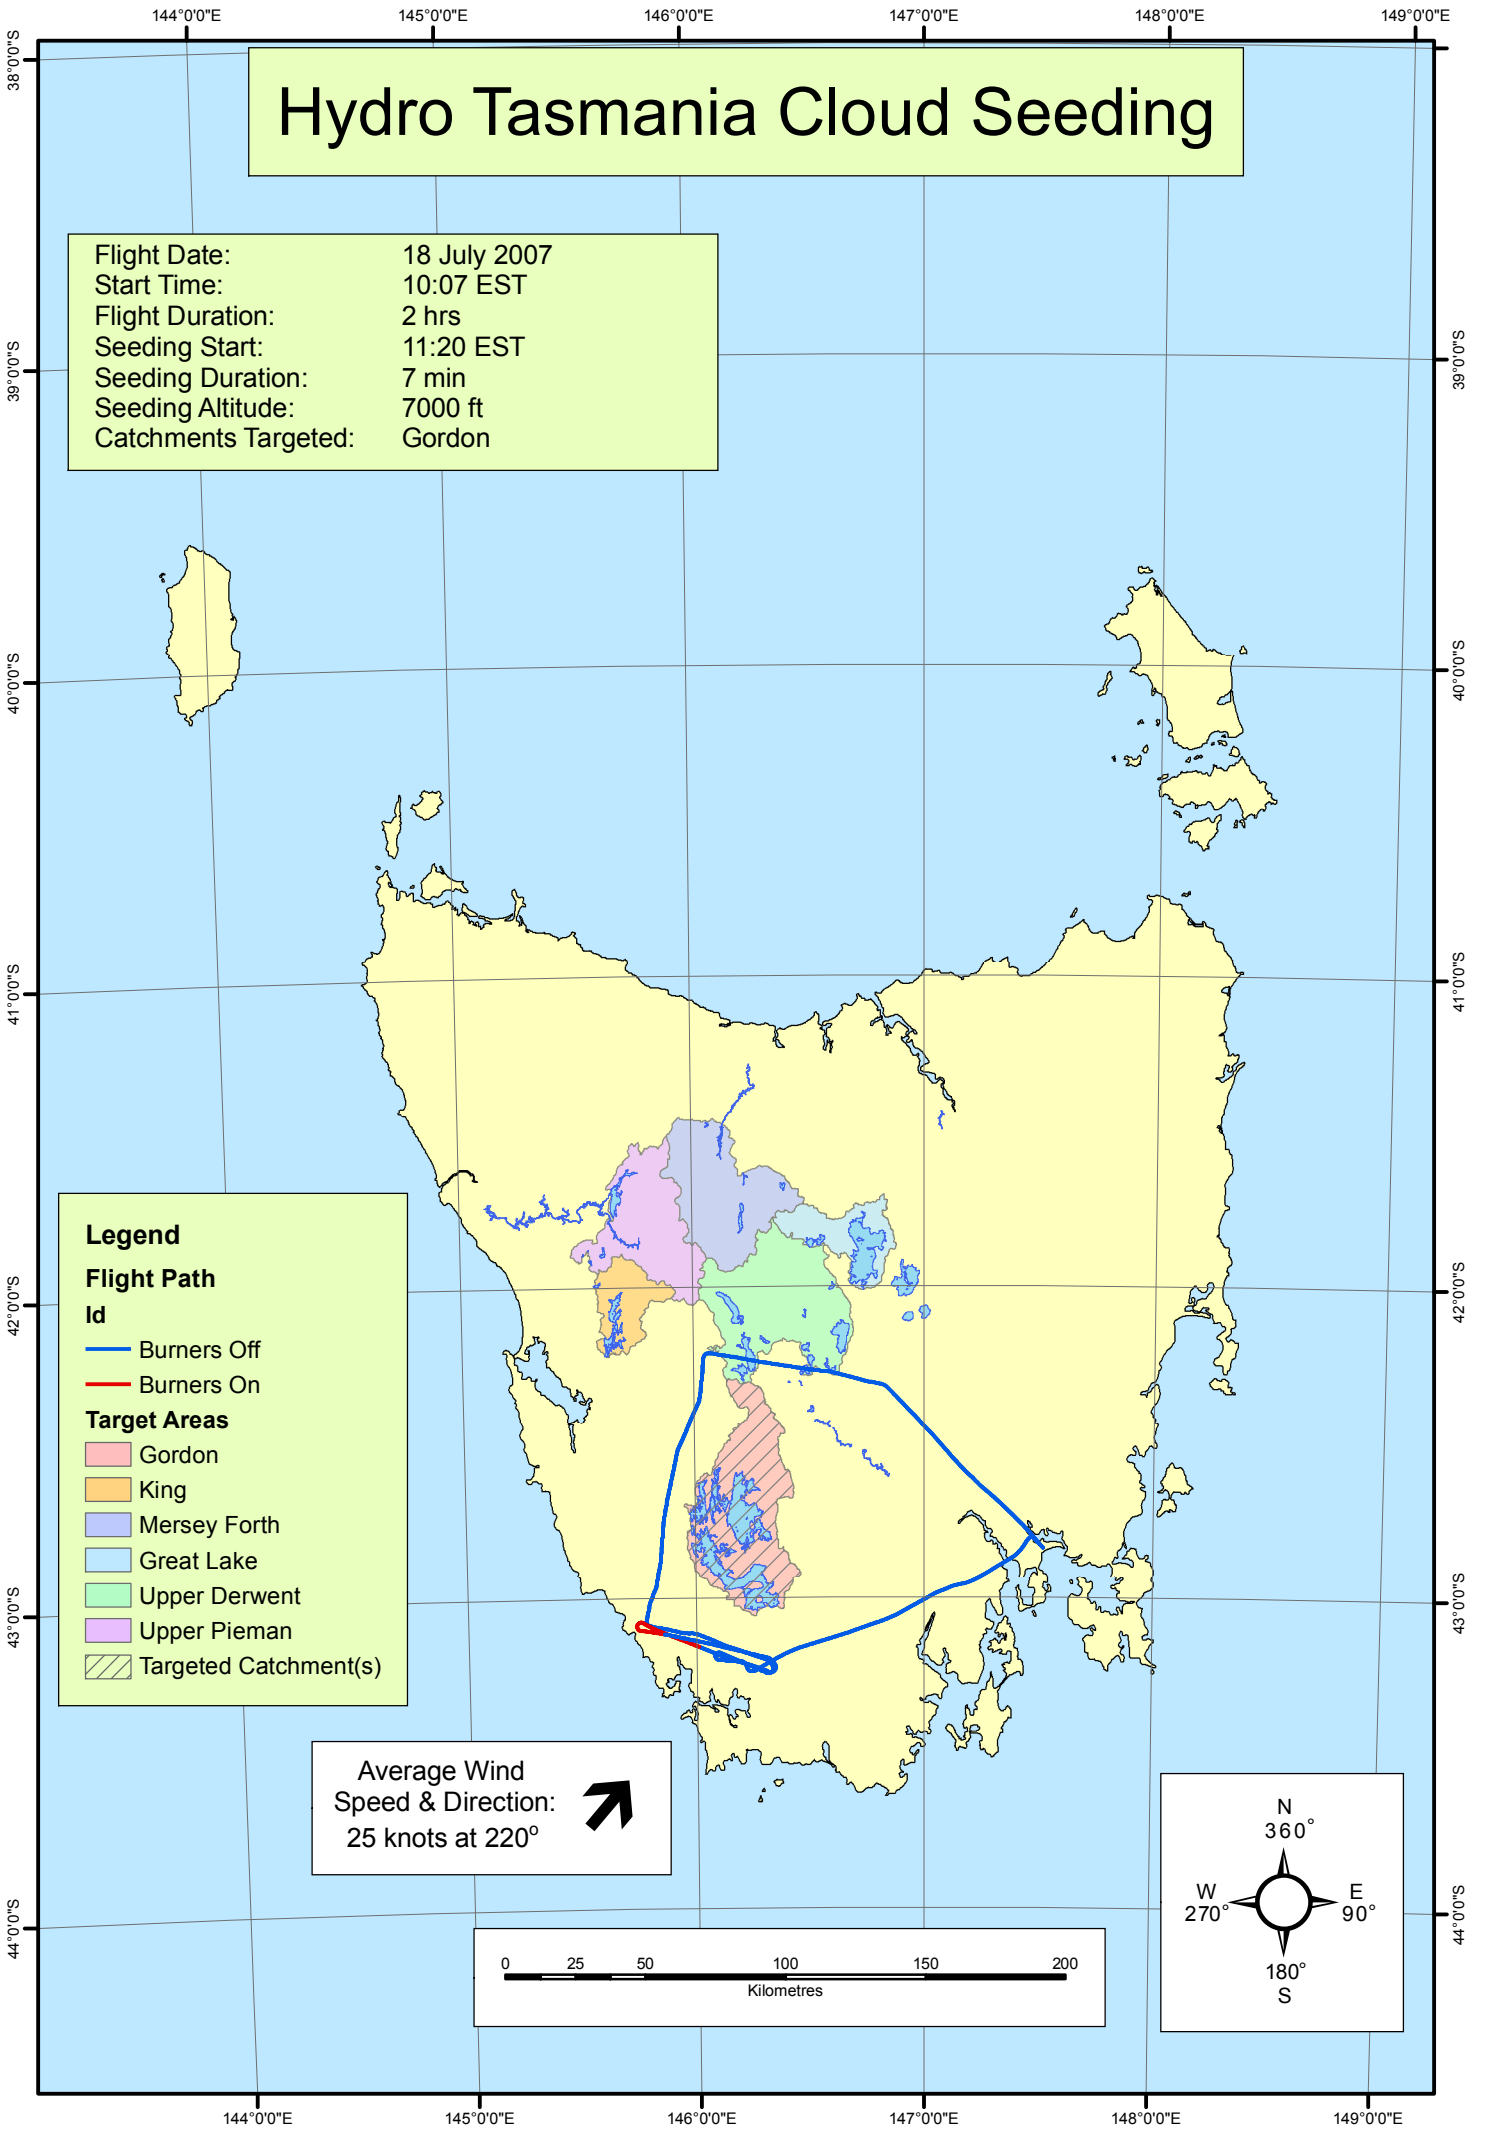 144°0'0"E 145°0'0"E 146°0'0"E 147°0'0"E 148°0'0"E 149°0'0"E
38°0'0"S
Hydro Tasmania Cloud Seeding
Flight Date: 18 July 2007
Start Time: 10:07 EST
Flight Duration: 2 hrs
Seeding Start: 11:20 EST
Seeding Duration: 7 min
Seeding Altitude: 7000 ft
Catchments Targeted: Gordon
39°0'0"S 39°0'0"S
40°0'0"S 40°0'0"S
41°0'0"S 41°0'0"S
42°0'0"S 42°0'0"S
43°0'0"S 43°0'0"S
44°0'0"S 44°0'0"S
Legend
Flight Path
Id
Burners Off
Burners On
Target Areas
Gordon
King
Mersey Forth
Great Lake
Upper Derwent
Upper Pieman
Targeted Catchment(s)
Average Wind
Speed & Direction:
25 knots at 220°
N
360°
W E
270° 90°
180°
S
0 25 50 100 150 200
Kilometres
144°0'0"E 145°0'0"E 146°0'0"E 147°0'0"E 148°0'0"E 149°0'0"E